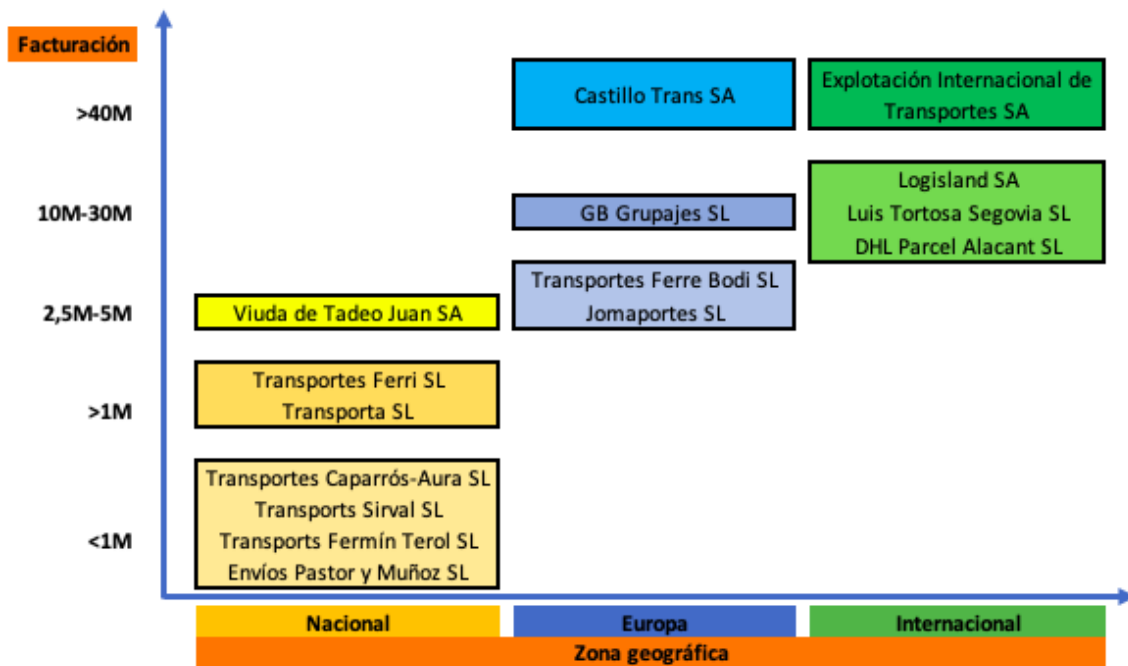 Facturación
>40M
Castillo Trans SA
Explotación Internacional de
Transportes SA
10M-30M
GB Grupajes SL
Logisland SA
Luis Tortosa Segovia SL
DHL Parcel Alacant SL
2,5M-5M
Viuda de Tadeo Juan SA
Transportes Ferre Bodi SL
Jomaportes SL
>1M
Transportes Ferri SL
Transporta SL
<1M
Transportes Caparrós-Aura SL
Transports Sirval SL
Transports Fermín Terol SL
Envíos Pastor y Muñoz SL
Nacional
Europa
Internacional
Zona geográfica